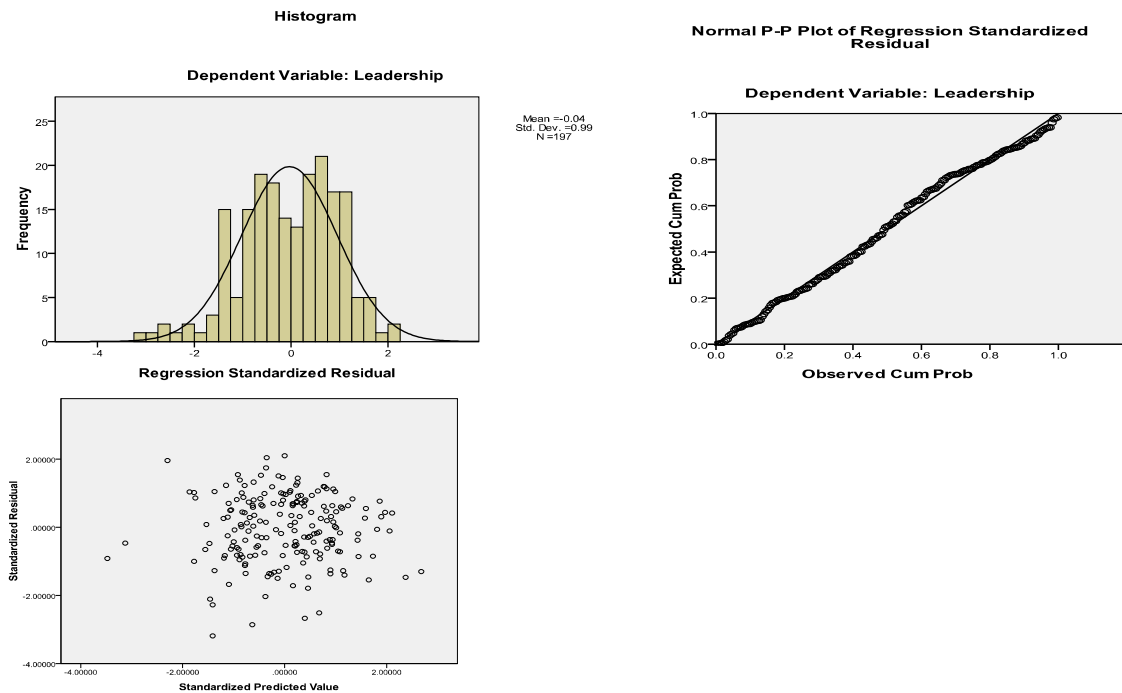 Histogram
Dependent Variable: Leadership
Mean =-0.04
Std. Dev. =0.99
N =197
25
20
15
10
5
0
Frequency
-4
-2
0
2
Regression Standardized Residual
Normal P-P Plot of Regression Standardized
Residual
Dependent Variable: Leadership
1.0
0.8
0.6
0.4
0.2
0.0
Expected Cum Prob
0.0
0.2
0.4
0.6
0.8
1.0
Observed Cum Prob
2.00000
.00000
-2.00000
-4.00000
Standardized Residual
-4.00000
-2.00000
.00000
2.00000
Standardized Predicted Value